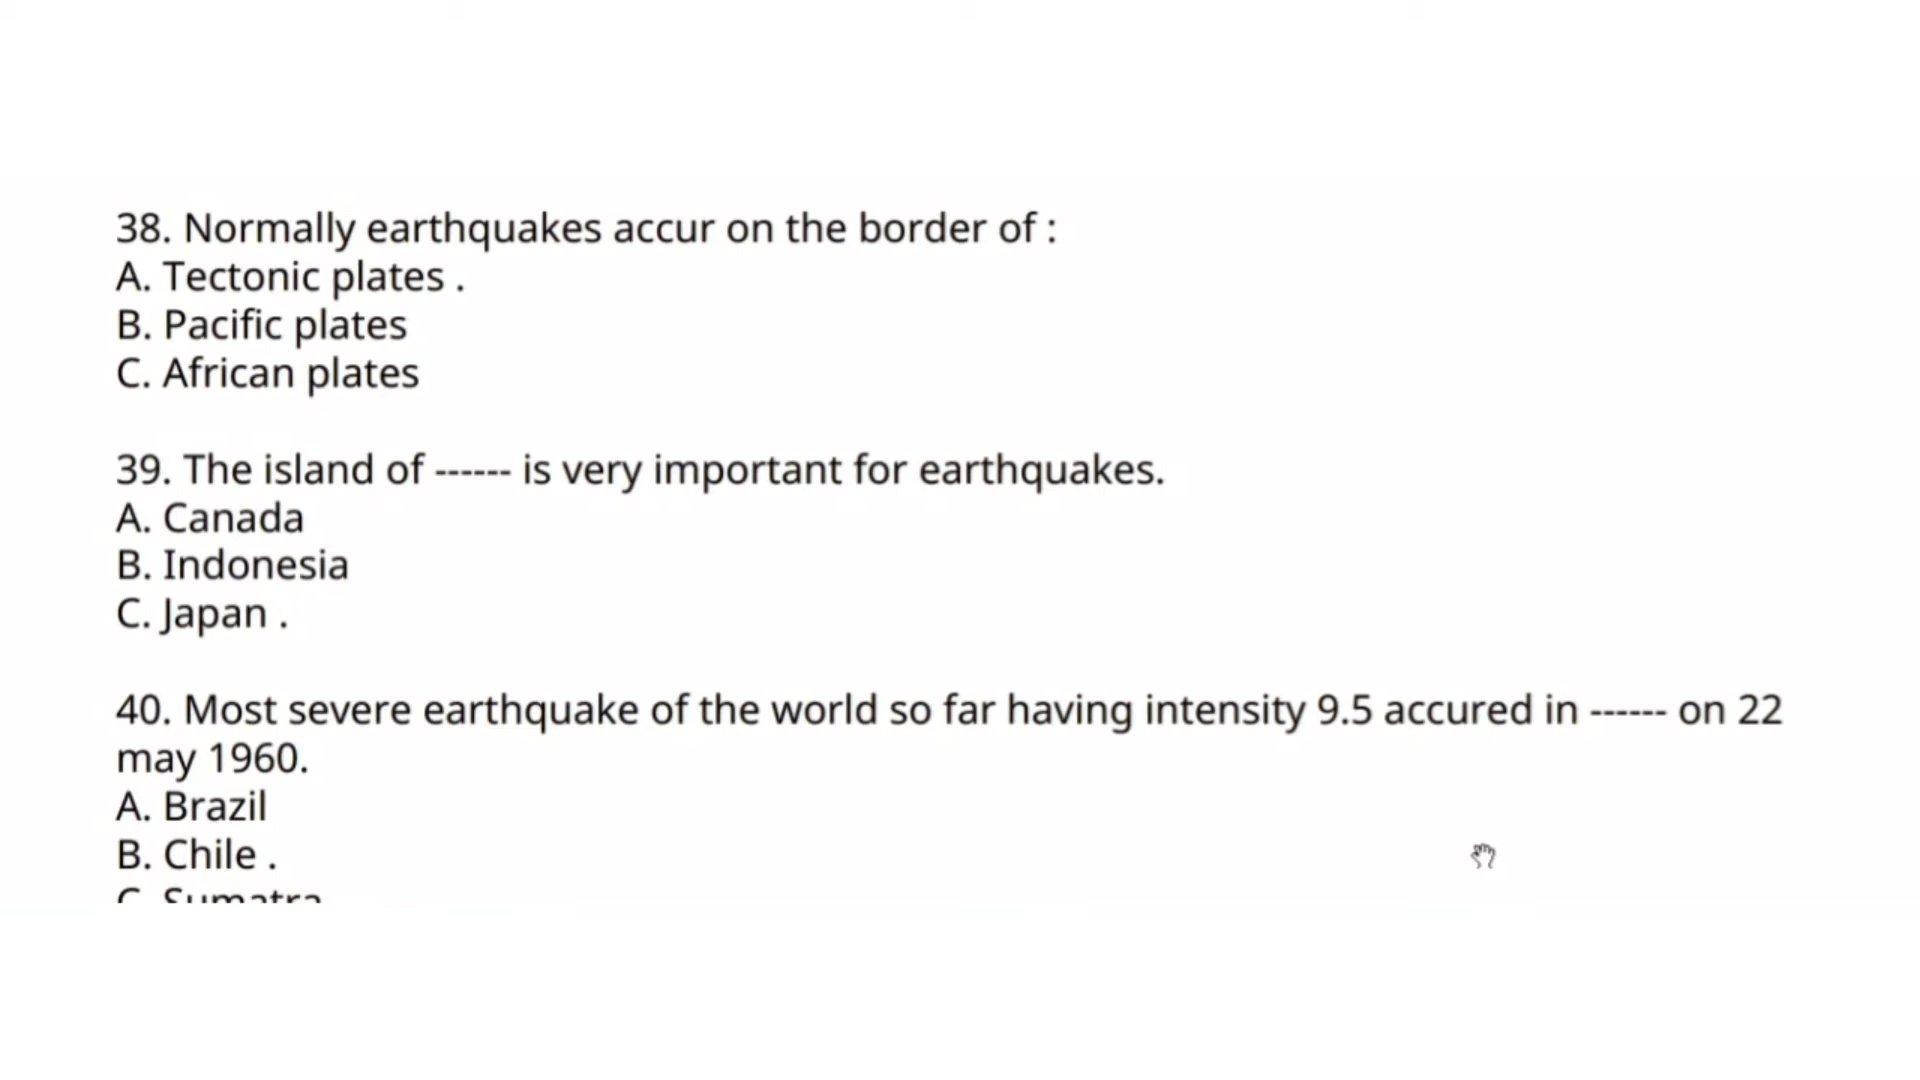 38. Normally earthquakes accur on the border of :
A. Tectonic plates .
B. Pacific plates
C. African plates
39. The island of ------ is very important for earthquakes.
A. Canada
B. Indonesia
C. Japan .
40. Most severe earthquake of the world so far having intensity 9.5 accured in ------ on 22
may 1960.
A. Brazil
B. Chile .
C. Sumatra